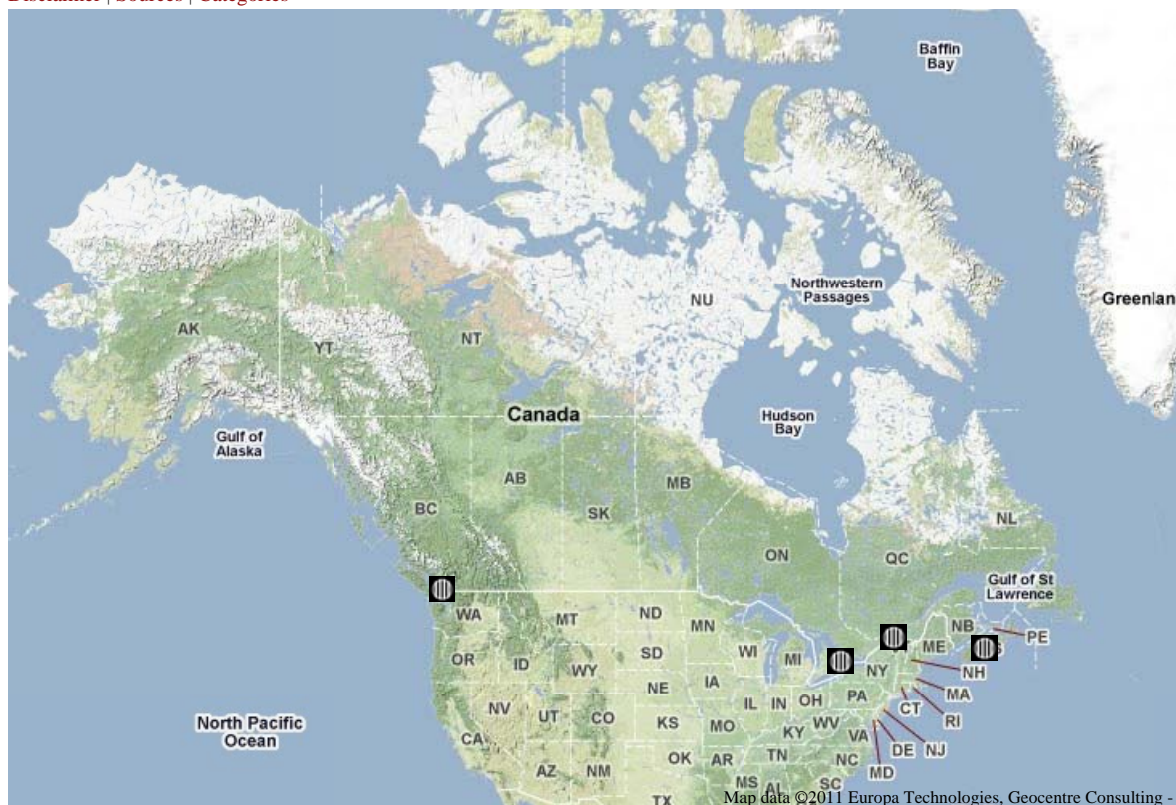 Disclaimer | Sources | Categories
Baffin
Bay
NU
Northwestern
Passages
Greenlan
AK
YT
NT
Canada
Hudson
Bay
Gulf of
Alaska
AB
MB
BC
SK
NL
ON
QC
Gulf of St
Lawrence
WA
MT
ND
MN
NB
PE
ME
OR
ID
SD
WI
MI
NY
NH
WY
NE
IA
PA
MA
NV
UT
CO
IL
IN
OH
CT
RI
North Pacific
Ocean
KS
MO
WV
KY
VA
DE
NJ
CA
OK
AR
TN
NC
MD
AZ
NM
MS
AL
SC
TX
Map data ©2011 Europa Technologies, Geocentre Consulting -